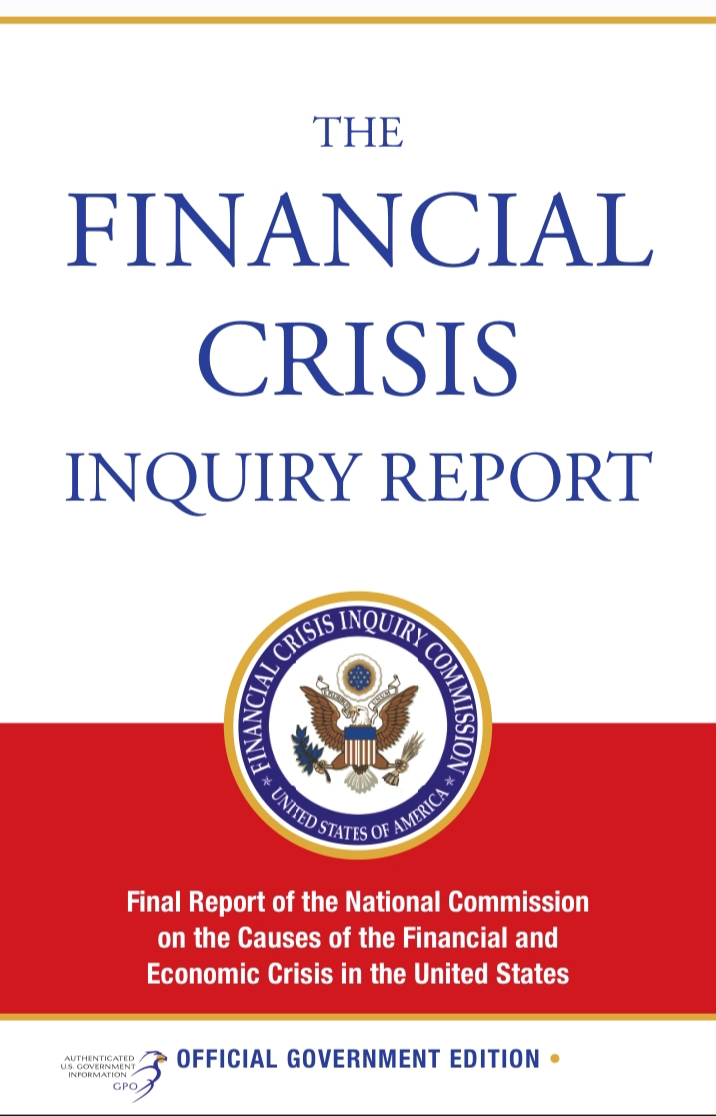 THE
FINANCIAL
CRISIS
INQUIRY REPORT
FINANCIAL CRISIS INQUIRY COMMISSION
UNITED STATES OF AMERICA
Final Report of the National Commission
on the Causes of the Financial and
Economic Crisis in the United States
AUTHENTICATED
U.S. GOVERNMENT
INFORMATION
GPO
OFFICIAL GOVERNMENT EDITION •